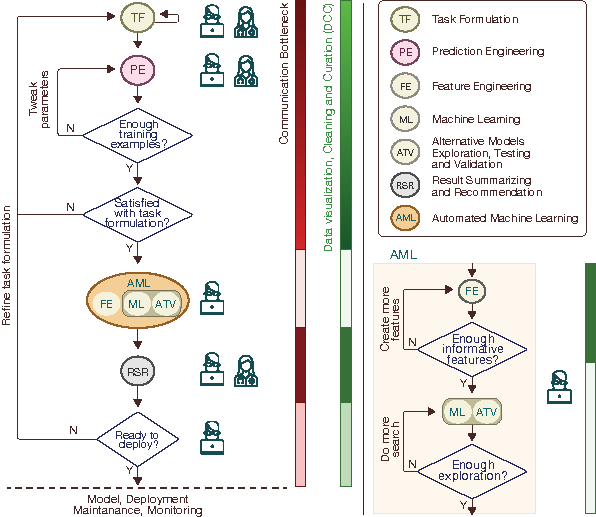 TF
PE
Tweak
parameters
N
Enough
training
examples?
Y
N
Satisfied
with task
formulation?
Y
AML
FE
ML
ATV
RSR
N
Ready to
deploy?
Y
Refine task formulation
Model, Deployment
Maintanance, Monitoring
Communication Bottleneck
Data visualization, Cleaning and Curation (DCC)
TF Task Formulation
PE Prediction Engineering
FE Feature Engineering
ML Machine Learning
ATV Alternative Models
Exploration, Testing
and Validation
RSR Result Summarizing
and Recommendation
AML Automated Machine Learning
AML
FE
Create more
features
N
Enough
informative
features?
Y
ML
ATV
Do more
search
N
Enough
exploration?
Y